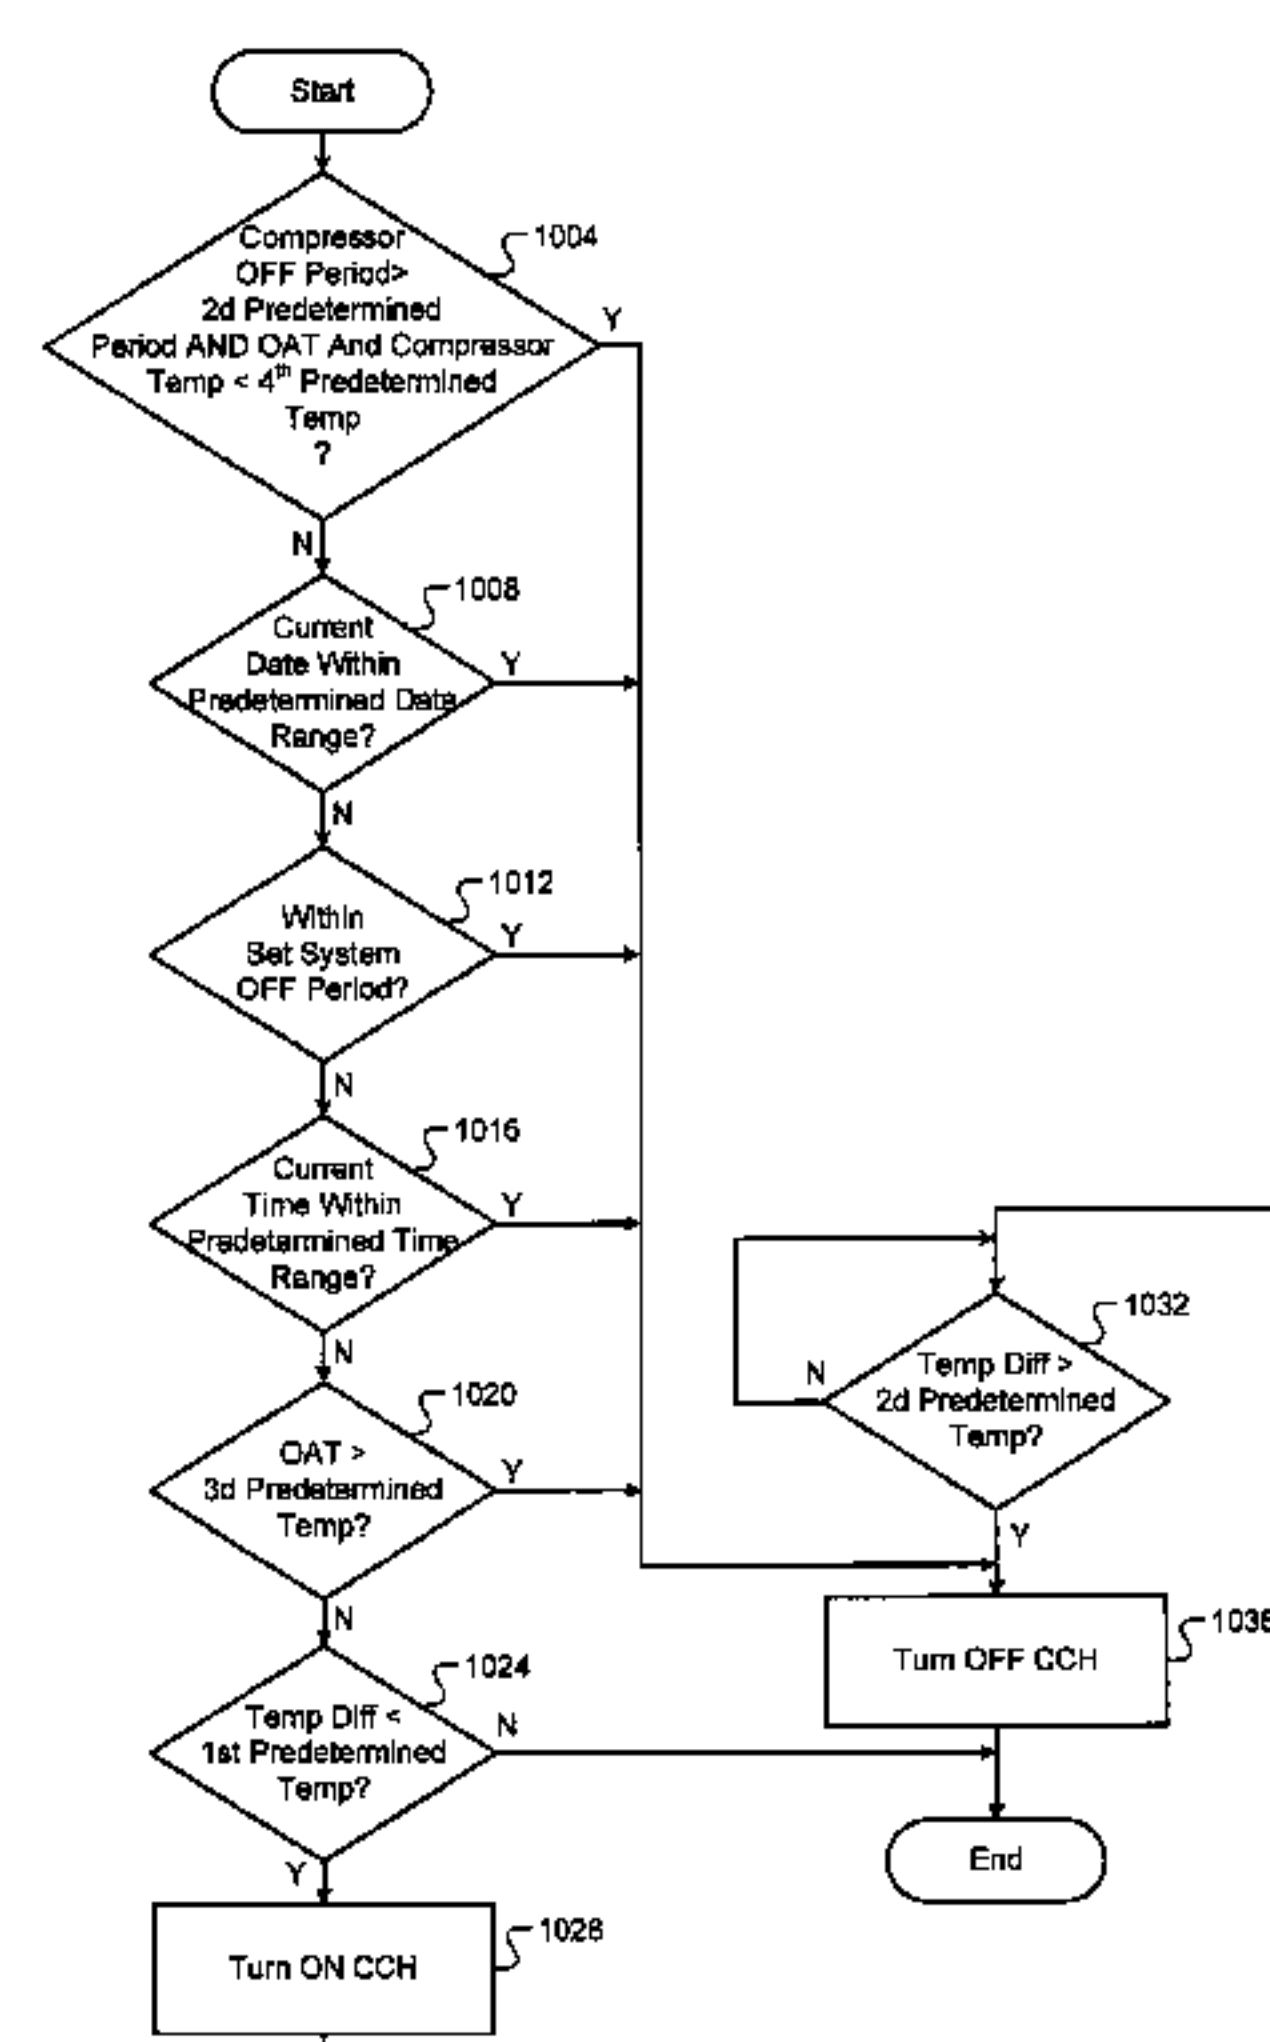 Start
Compressor
OFF Period>
2d Predetermined
Period AND OAT And Compressor
Temp < 4th Predetermined
Temp
?
1004
Y
N
Current
Date Within
Predetermined Date
Range?
1008
Y
N
Within
Set System
OFF Period?
1012
Y
N
Current
Time Within
Predetermined Time
Range?
1016
Y
N
OAT >
3d Predetermined
Temp?
1020
Y
N
Temp Diff <
1st Predetermined
Temp?
1024
N
Y
Turn ON CCH
1028
Temp Diff >
2d Predetermined
Temp?
1032
N
Y
Turn OFF CCH
1036
End